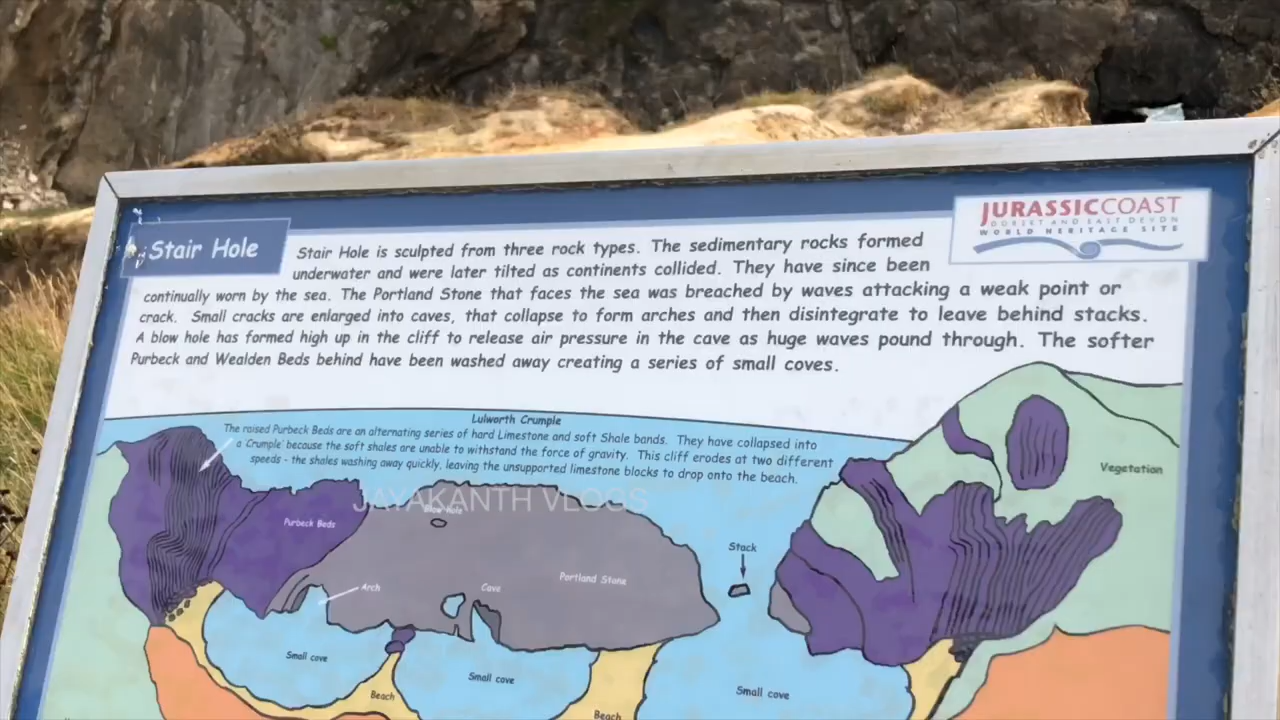 JURASSICCOAST
DORSET AND EAST DEVON
WORLD HERITAGE SITE
Stair Hole
Stair Hole is sculpted from three rock types. The sedimentary rocks formed
underwater and were later tilted as continents collided. They have since been
continually worn by the sea. The Portland Stone that faces the sea was breached by waves attacking a weak point or
crack. Small cracks are enlarged into caves, that collapse to form arches and then disintegrate to leave behind stacks.
A blow hole has formed high up in the cliff to release air pressure in the cave as huge waves pound through. The softer
Purbeck and Wealden Beds behind have been washed away creating a series of small coves.
Lulworth Crumple
The raised Purbeck Beds are an alternating series of hard Limestone and soft Shale bands. They have collapsed into
a 'Crumple' because the soft shales are unable to withstand the force of gravity. This cliff erodes at two different
speeds - the shales washing away quickly, leaving the unsupported limestone blocks to drop onto the beach.
Vegetation
JAYAKANTH VLOGS
Blow Hole
Purbeck Beds
Stack
Portland Stone
Arch
Cave
Small cove
Small cove
Small cove
Beach
Beach